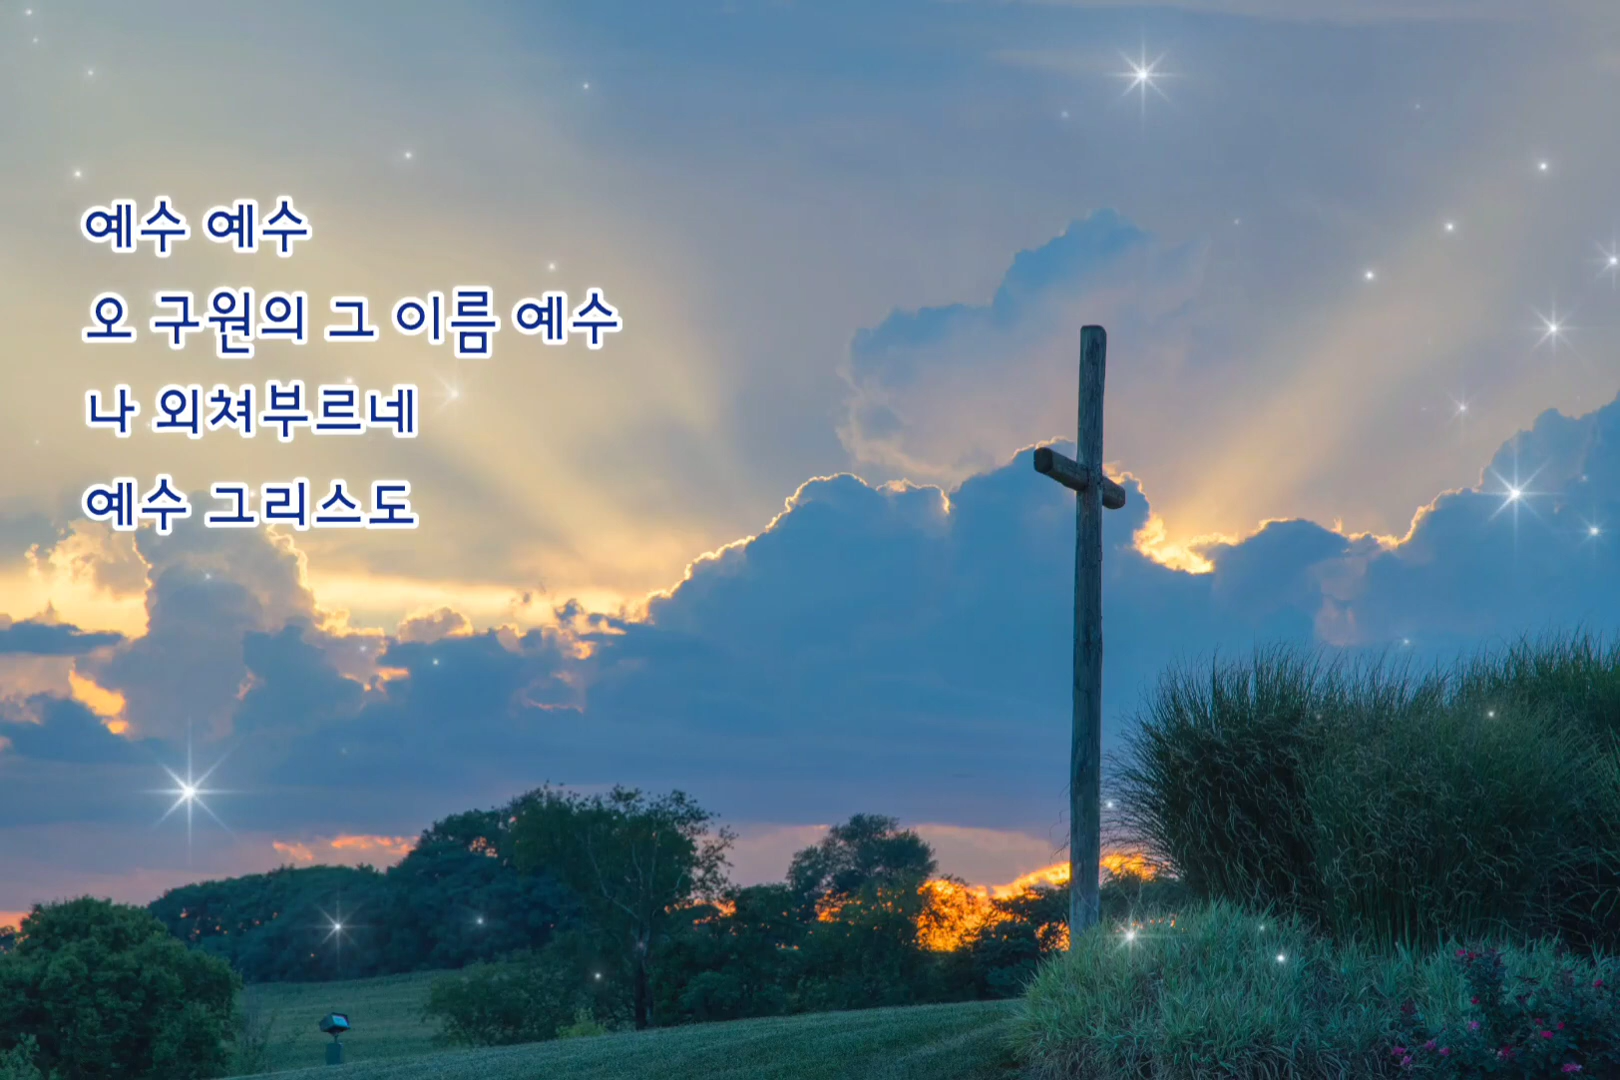 예수 예수
오 구원의 그 이름 예수
나 외쳐부르네
예수 그리스도